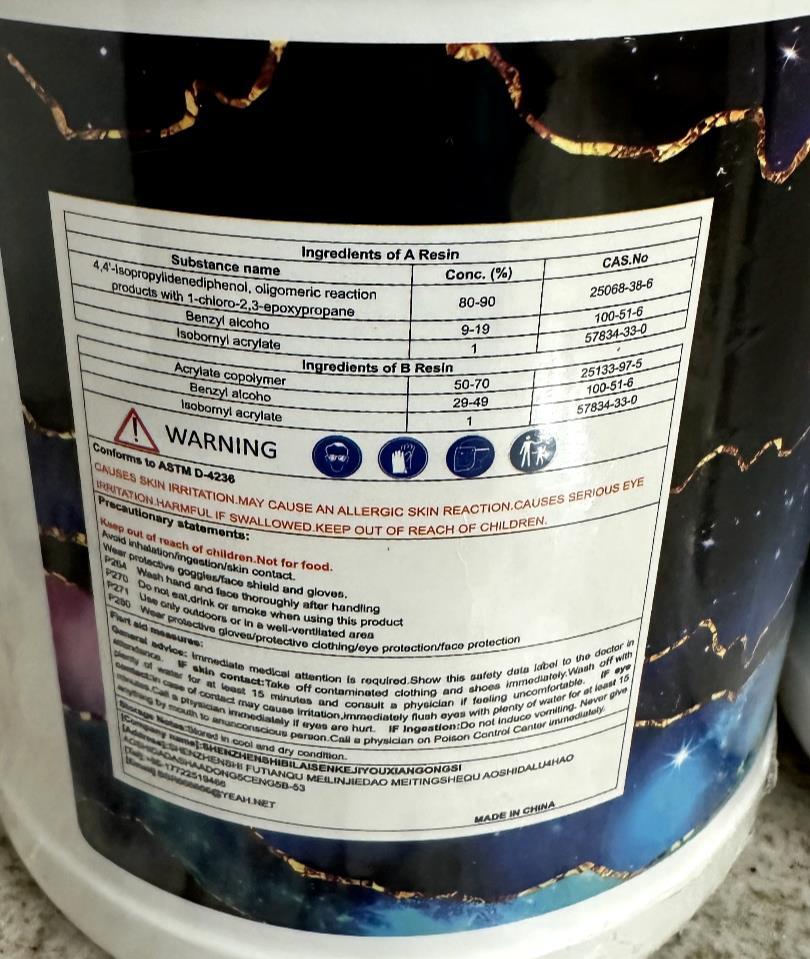 Ingredients of A Resin
Substance name Conc. (%) CAS.No
4,4'-Isopropylidenediphenol, oligomeric reaction
products with 1-chloro-2,3-epoxypropane 80-90 25068-38-6
Benzyl alcoho 9-19 100-51-6
Isobornyl acrylate 1 57834-33-0
Ingredients of B Resin
Acrylate copolymer 50-70 25133-97-5
Benzyl alcoho 29-49 100-51-6
Isobornyl acrylate 1 57834-33-0
WARNING
Conforms to ASTM D-4236
CAUSES SKIN IRRITATION.MAY CAUSE AN ALLERGIC SKIN REACTION.CAUSES SERIOUS EYE
IRRITATION.HARMFUL IF SWALLOWED.KEEP OUT OF REACH OF CHILDREN.
Precautionary statements:
Keep out of reach of children.Not for food.
Avoid inhalation/ingestion/skin contact.
Wear protective goggles/face shield and gloves.
P264 Wash hand and face thoroughly after handling
P270 Do not eat,drink or smoke when using this product
P271 Use only outdoors or in a well-ventilated area
P280 Wear protective gloves/protective clothing/eye protection/face protection
First aid measures:
General advice: Immediate medical attention is required.Show this safety data label to the doctor in
attendance. IF skin contact:Take off contaminated clothing and shoes immediately.Wash off with
plenty of water for at least 15 minutes and consult a physician if feeling uncomfortable. IF eye
contact:in case of contact may cause irritation,immediately flush eyes with plenty of water for at least 15
minutes.Call a physician immediately if eyes are hurt. IF Ingestion:Do not induce vomiting. Never give
anything by mouth to anunconscious person.Call a physician on Poison Control Center immediately.
Storage Notes:Stored in cool and dry condition.
[Company name]:SHENZHENSHIBILAISENKEJIYOUXIANGONGSI
[Address]:SHENZHENSHI FUTIANQU MEILINJIEDAO MEITINGSHEQU AOSHIDALU4HAO
AOSHIDADASHAADONG5CENG5B-53
+86-17722519466
@YEAH.NET
MADE IN CHINA